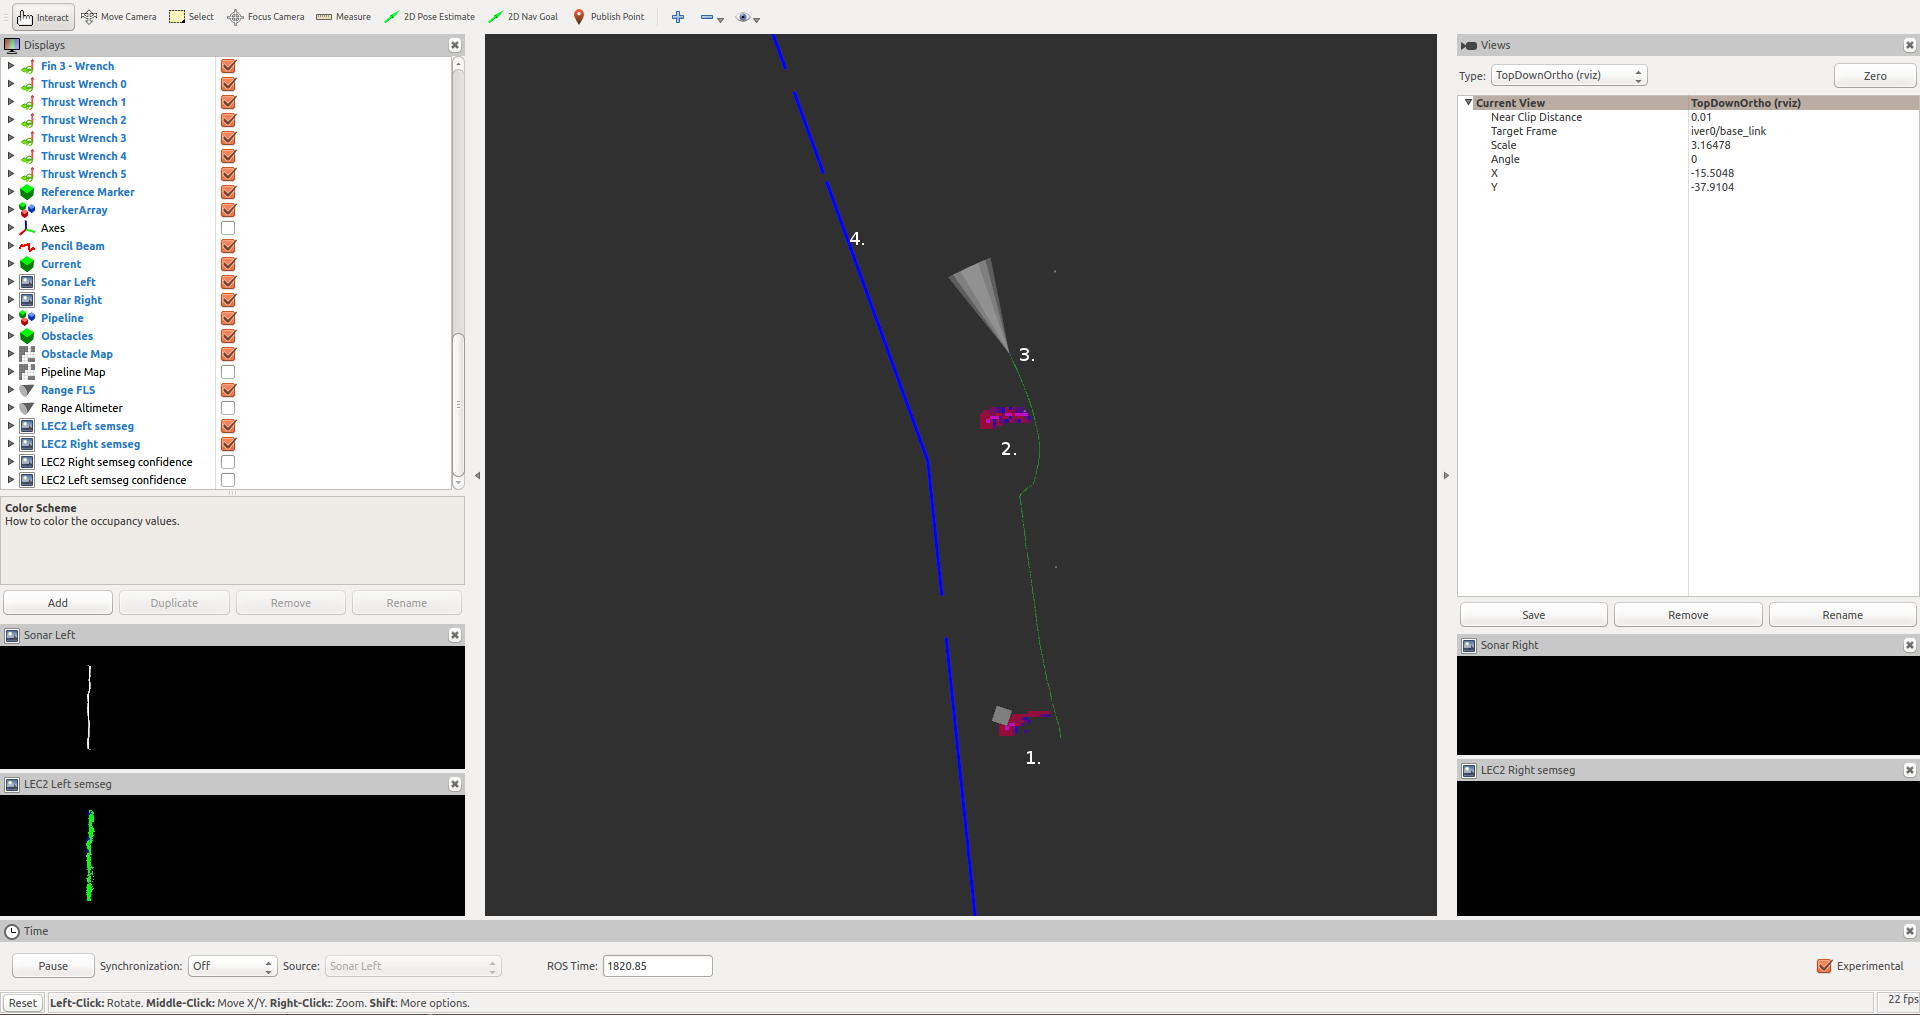 Interact Move Camera Select Focus Camera Measure 2D Pose Estimate 2D Nav Goal Publish Point
Displays
Fin 3 - Wrench
Thrust Wrench 0
Thrust Wrench 1
Thrust Wrench 2
Thrust Wrench 3
Thrust Wrench 4
Thrust Wrench 5
Reference Marker
MarkerArray
Axes
Pencil Beam
Current
Sonar Left
Sonar Right
Pipeline
Obstacles
Obstacle Map
Pipeline Map
Range FLS
Range Altimeter
LEC2 Left semseg
LEC2 Right semseg
LEC2 Right semseg confidence
LEC2 Left semseg confidence
Color Scheme
How to color the occupancy values.
Add Duplicate Remove Rename
Sonar Left
LEC2 Left semseg
4.
3.
2.
1.
Views
Type: TopDownOrtho (rviz) Zero
Current View TopDownOrtho (rviz)
Near Clip Distance 0.01
Target Frame iver0/base_link
Scale 3.16478
Angle 0
X -15.5048
Y -37.9104
Save Remove Rename
Sonar Right
LEC2 Right semseg
Time
Pause Synchronization: Off Source: Sonar Left ROS Time: 1820.85 Experimental
Reset Left-Click: Rotate. Middle-Click: Move X/Y. Right-Click:: Zoom. Shift: More options. 22 fps